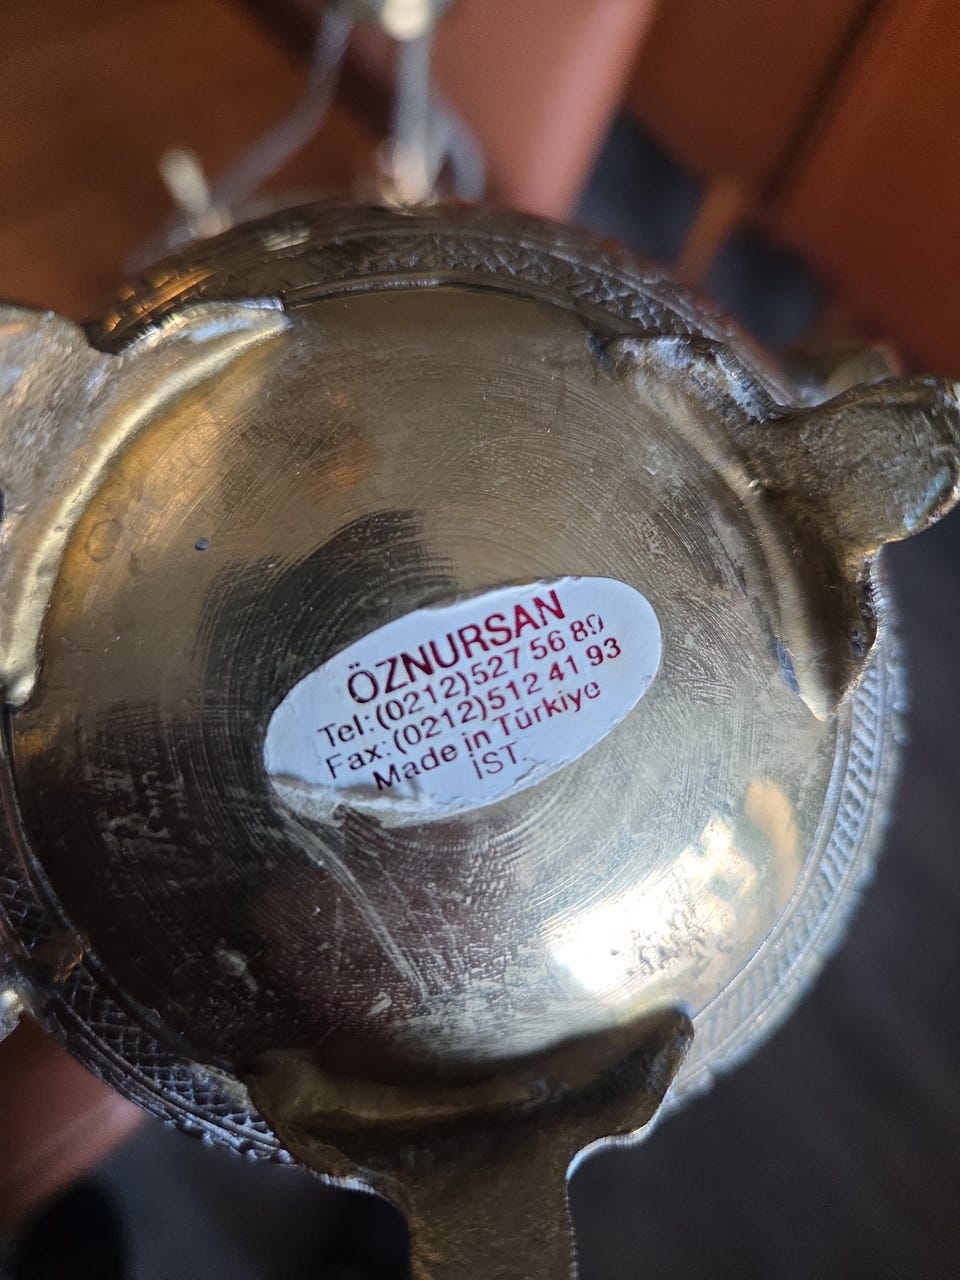 ÖZNURSAN
Tel:(0212)527 56 89
Fax:(0212)512 41 93
Made in Türkiye
İST.